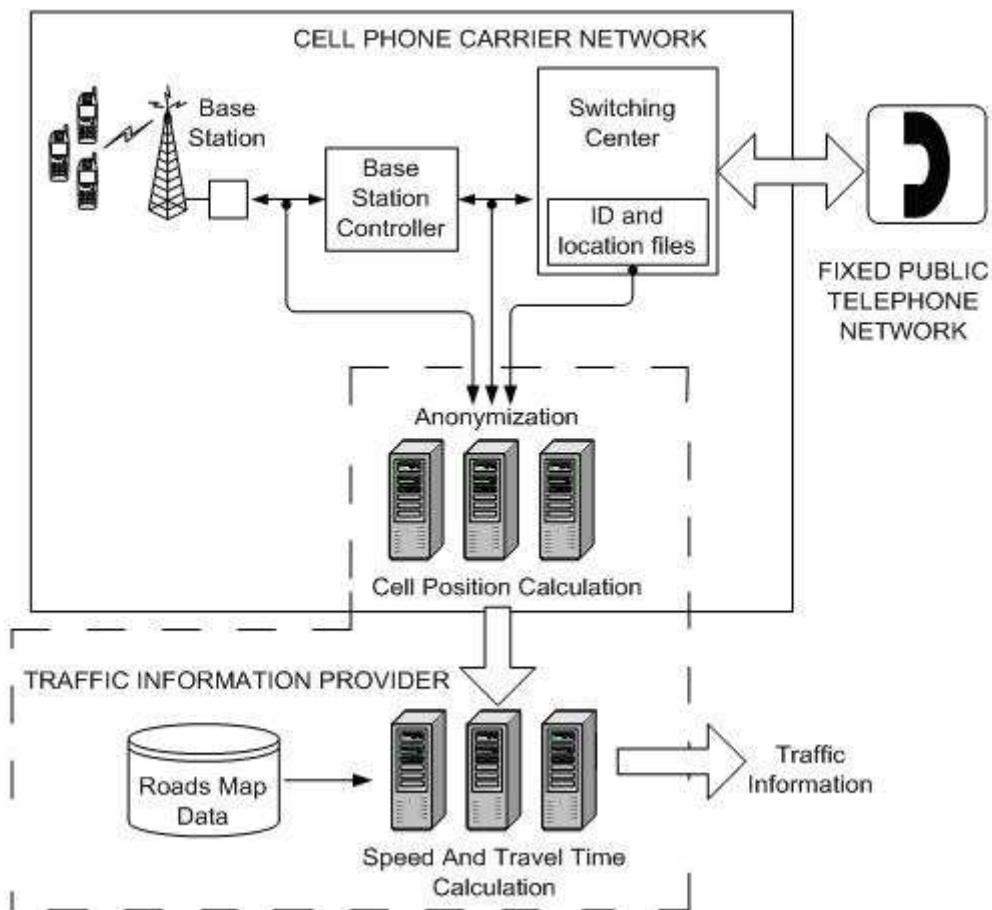 CELL PHONE CARRIER NETWORK
Base
Station
Base
Station
Controller
Switching
Center
ID and
location files
FIXED PUBLIC
TELEPHONE
NETWORK
Anonymization
Cell Position Calculation
TRAFFIC INFORMATION PROVIDER
Roads Map
Data
Speed And Travel Time
Calculation
Traffic
Information